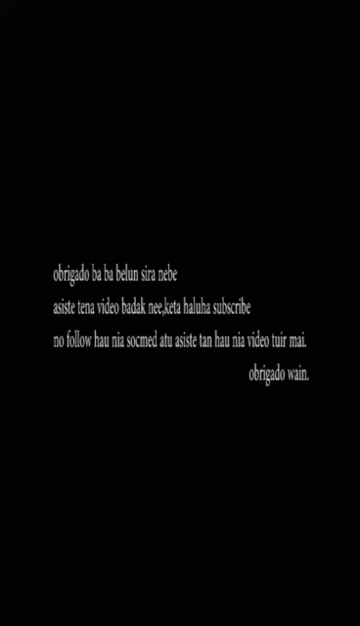 obrigado ba ba belun sira nebe
asiste tena video badak nee,keta haluha subscribe
no follow hau nia socmed atu asiste tan hau nia video tuir mai.
obrigado wain.